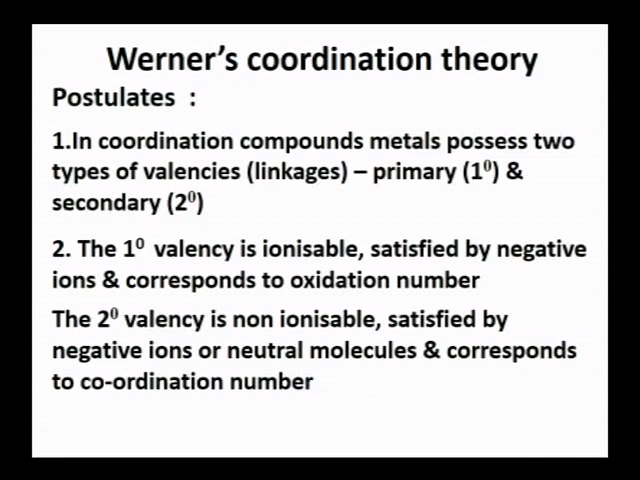 Werner's coordination theory
Postulates :
1.In coordination compounds metals possess two
types of valencies (linkages) – primary (1⁰) &
secondary (2⁰)
2. The 1⁰ valency is ionisable, satisfied by negative
ions & corresponds to oxidation number
The 2⁰ valency is non ionisable, satisfied by
negative ions or neutral molecules & corresponds
to co-ordination number